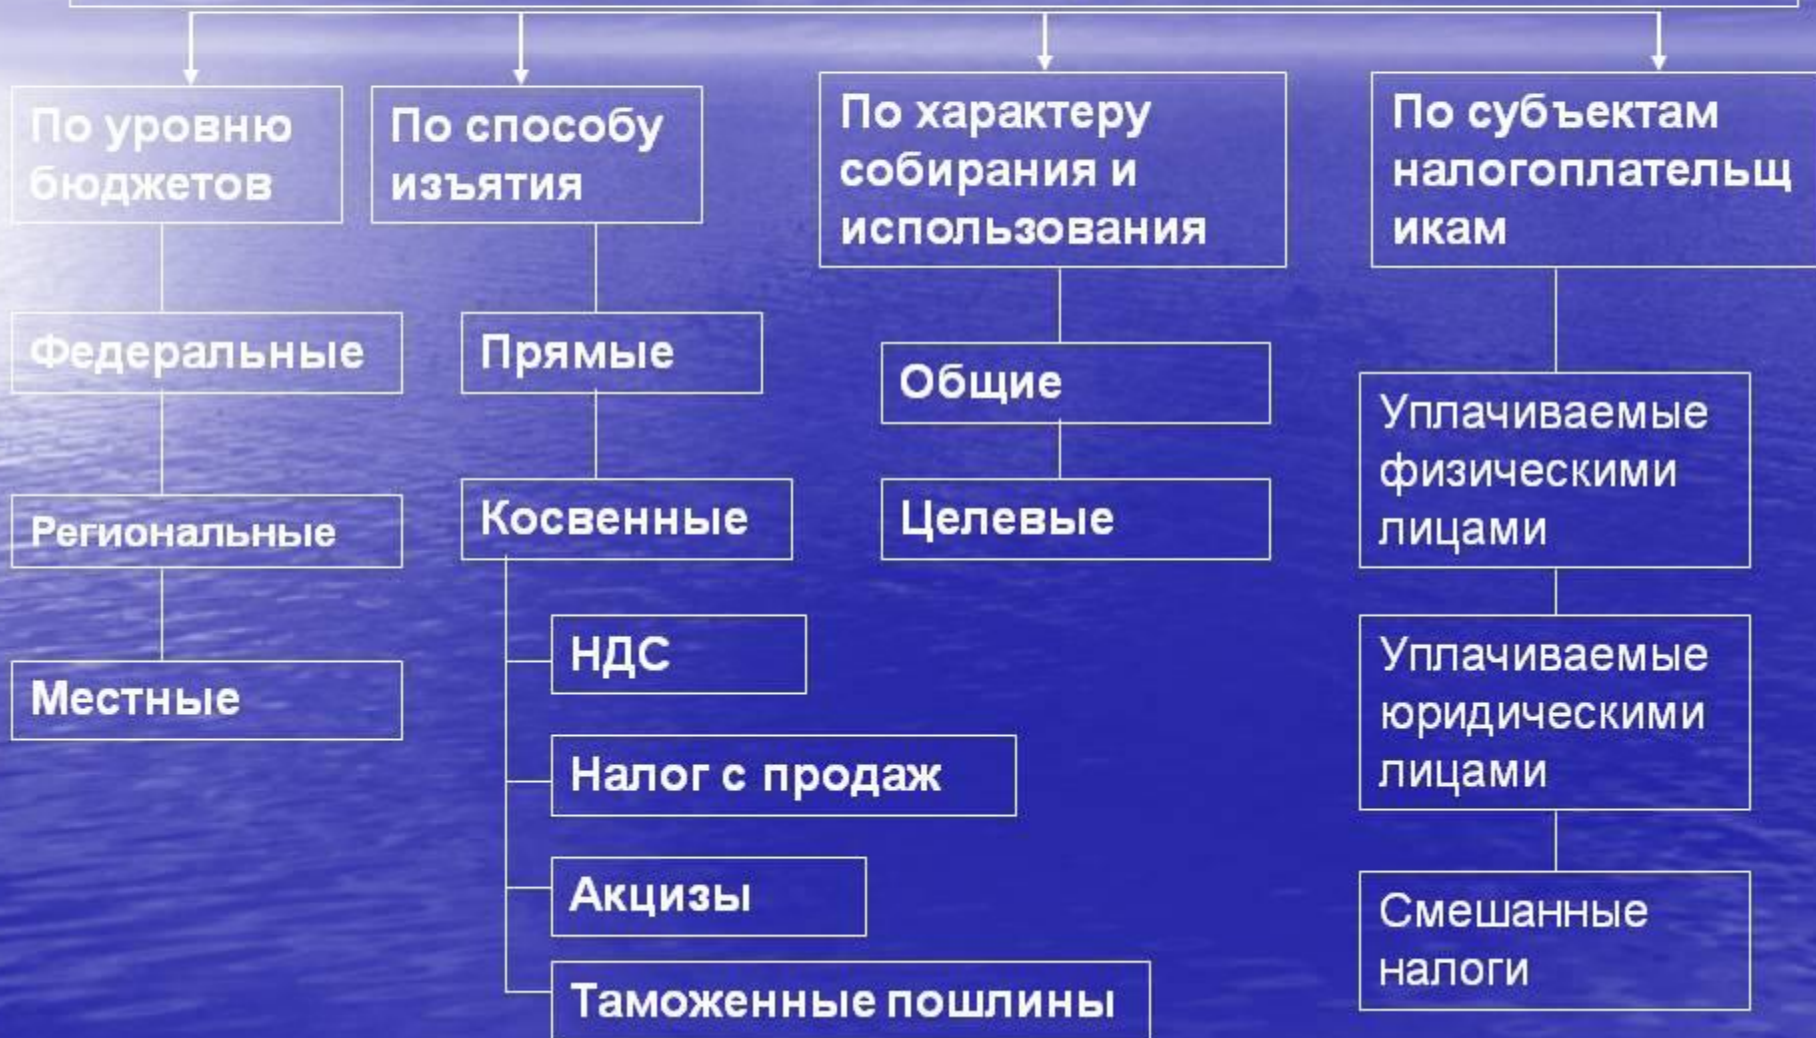 По уровню
бюджетов
Федеральные
Региональные
Местные
По способу
изъятия
Прямые
Косвенные
НДС
Налог с продаж
Акцизы
Таможенные пошлины
По характеру
собирания и
использования
Общие
Целевые
По субъектам
налогоплательщ
икам
Уплачиваемые
физическими
лицами
Уплачиваемые
юридическими
лицами
Смешанные
налоги